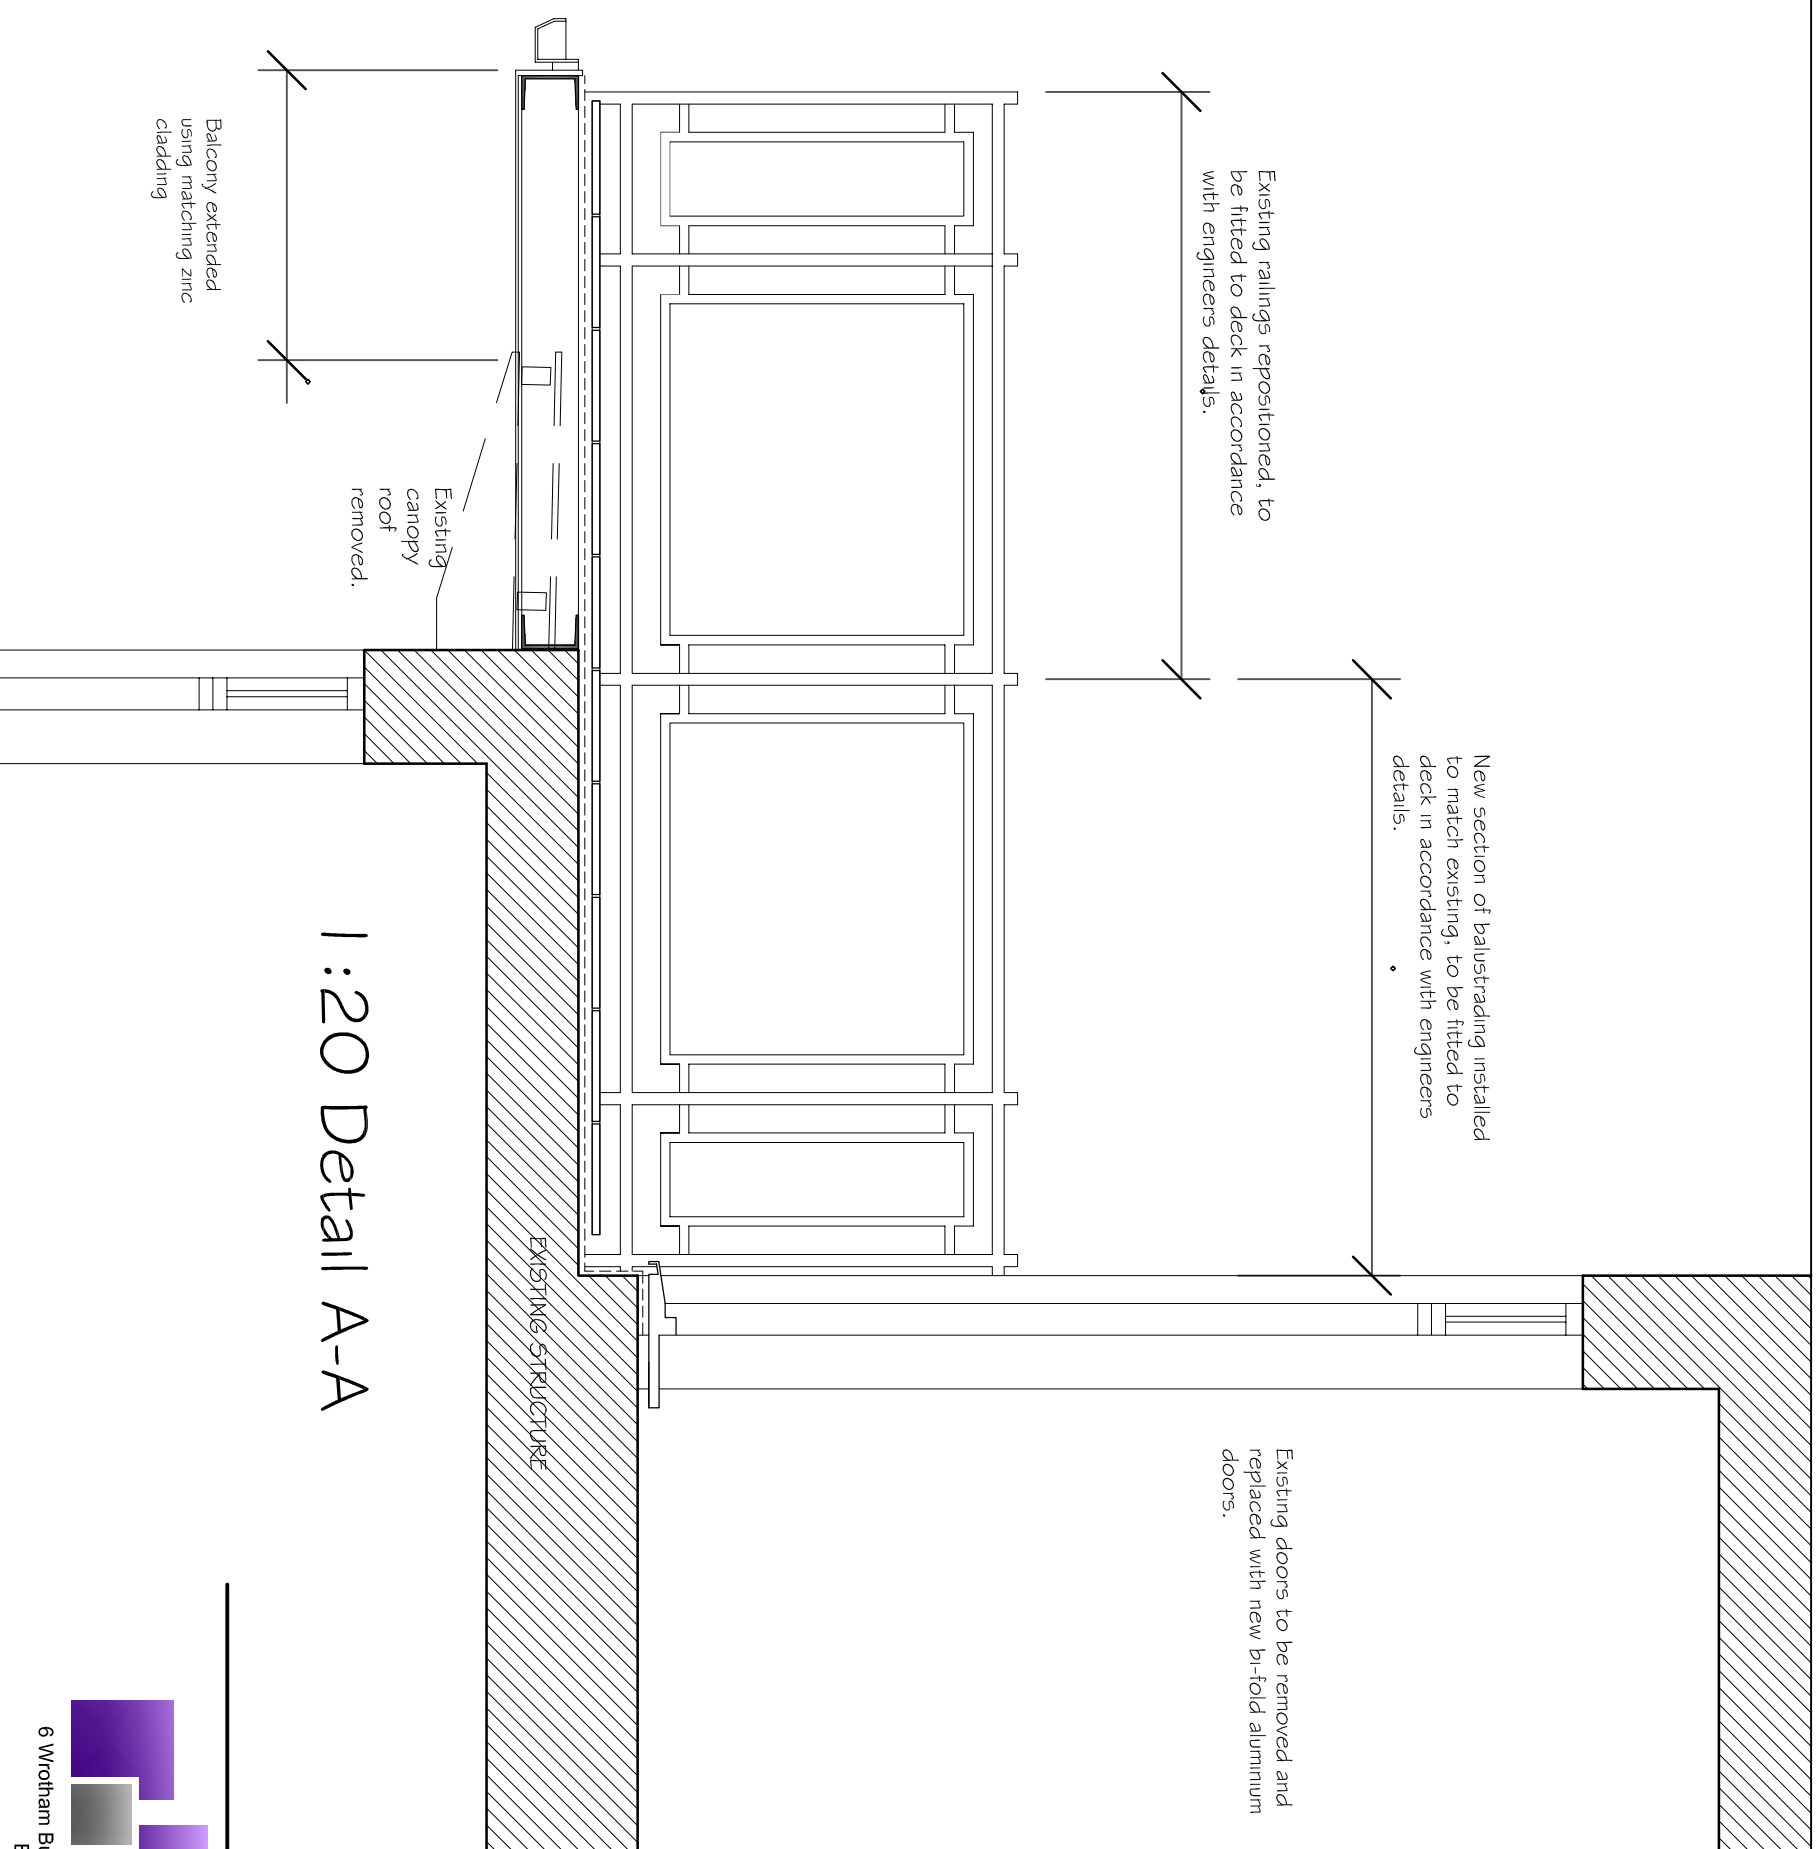 New section of balustrading installed
to match existing, to be fitted to
deck in accordance with engineers
details.
Existing railings repositioned, to
be fitted to deck in accordance
with engineers details.
Existing doors to be removed and
replaced with new bi-fold aluminium
doors.
EXISTING STRUCTURE
Existing
canopy
roof
removed.
Balcony extended
using matching zinc
cladding
1:20 Detail A-A
6 Wrotham